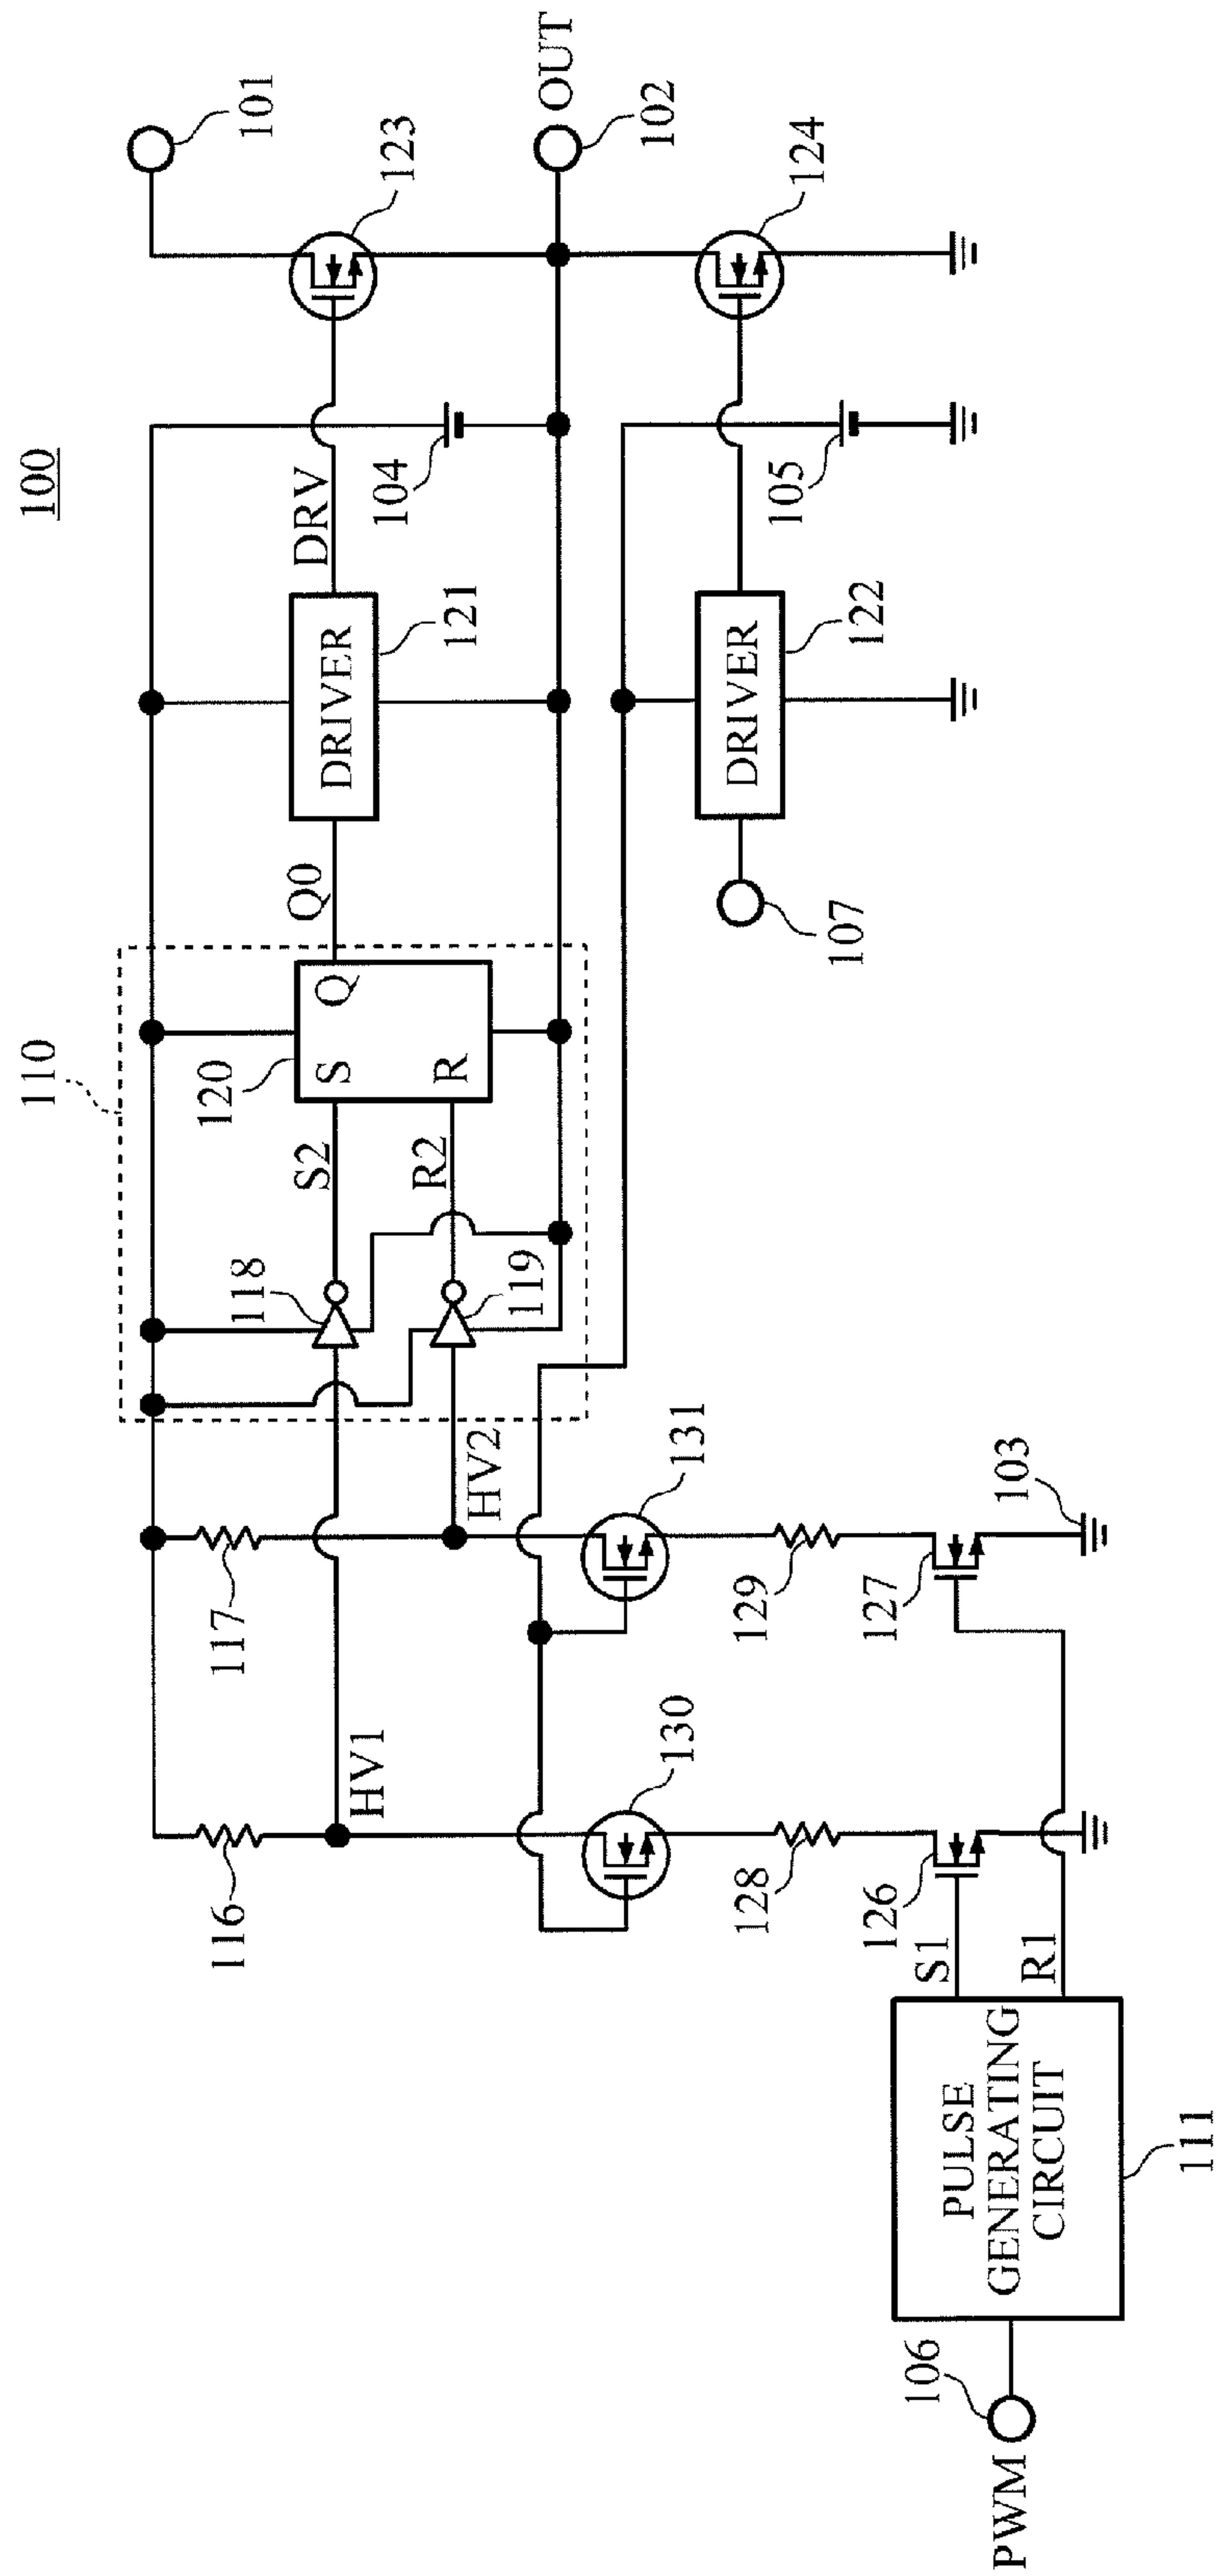 100
110
101
123
OUT
102
124
DRV
104
105
DRIVER
121
DRIVER
122
107
Q0
120
S
Q
R
S2
R2
118
119
HV1
HV2
116
117
130
131
128
129
126
127
103
S1
R1
PULSE
GENERATING
CIRCUIT
111
106
PWM